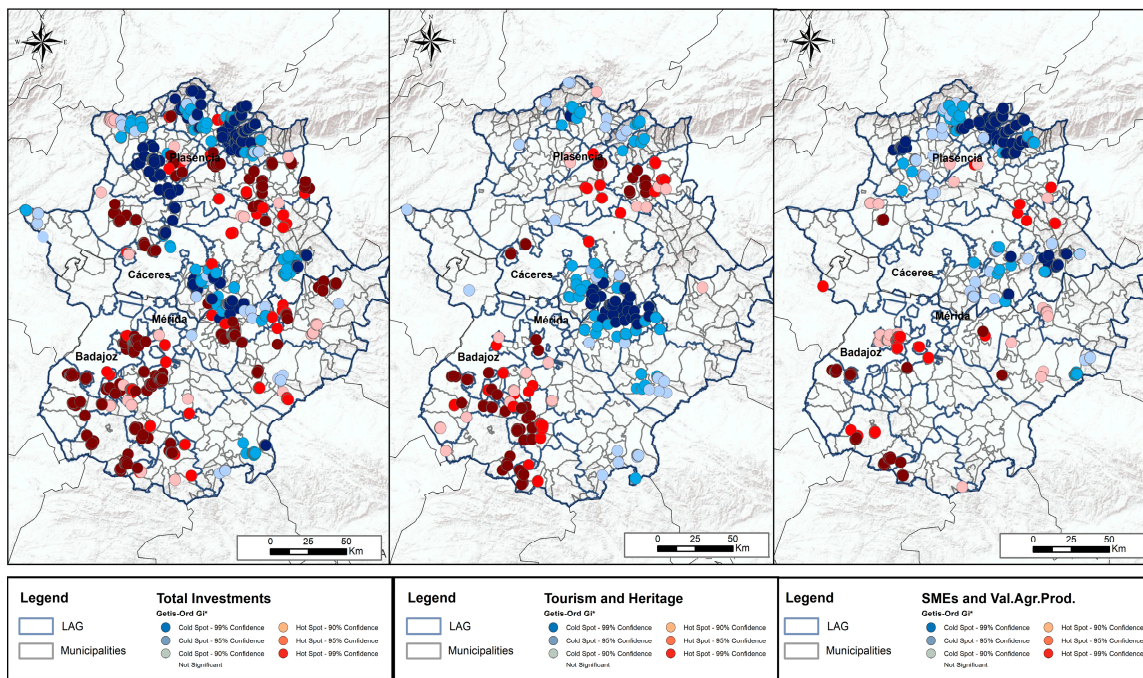 N
W
E
S
Plasencia
Cáceres
Mérida
Badajoz
0 25 50
Km
N
W
E
S
Plasencia
Cáceres
Mérida
Badajoz
0 25 50
Km
N
W
E
S
Plasencia
Cáceres
Mérida
Badajoz
0 25 50
Km
Legend
LAG
Municipalities
Total Investments
Getis-Ord Gi*
Cold Spot - 99% Confidence
Cold Spot - 95% Confidence
Cold Spot - 90% Confidence
Not Significant
Hot Spot - 90% Confidence
Hot Spot - 95% Confidence
Hot Spot - 99% Confidence
Legend
LAG
Municipalities
Tourism and Heritage
Getis-Ord Gi*
Cold Spot - 99% Confidence
Cold Spot - 95% Confidence
Cold Spot - 90% Confidence
Not Significant
Hot Spot - 90% Confidence
Hot Spot - 95% Confidence
Hot Spot - 99% Confidence
Legend
LAG
Municipalities
SMEs and Val.Agr.Prod.
Getis-Ord Gi*
Cold Spot - 99% Confidence
Cold Spot - 95% Confidence
Cold Spot - 90% Confidence
Not Significant
Hot Spot - 90% Confidence
Hot Spot - 95% Confidence
Hot Spot - 99% Confidence